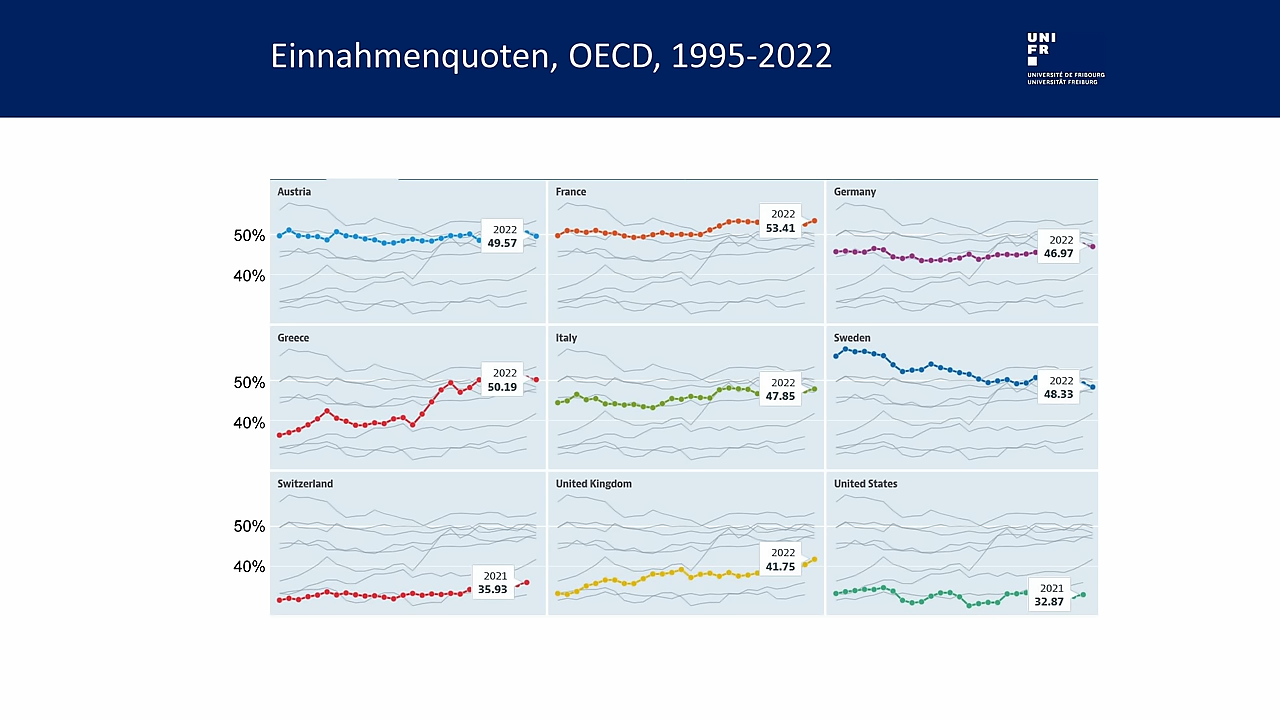 Einnahmenquoten, OECD, 1995-2022
UNI
FR
UNIVERSITÉ DE FRIBOURG
UNIVERSITÄT FREIBURG
Austria
France
Germany
50%
40%
2022
49.57
2022
53.41
2022
46.97
Greece
Italy
Sweden
50%
40%
2022
50.19
2022
47.85
2022
48.33
Switzerland
United Kingdom
United States
50%
40%
2021
35.93
2022
41.75
2021
32.87